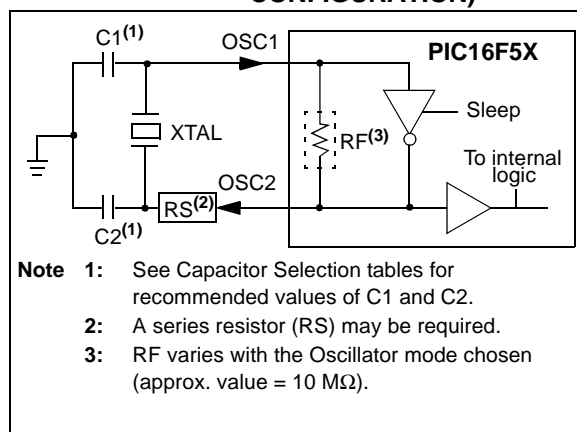 CONFIGURATION)
C1(1)
OSC1
PIC16F5X
Sleep
XTAL
RF(3)
To internal
logic
OSC2
RS(2)
C2(1)
Note 1: See Capacitor Selection tables for
recommended values of C1 and C2.
2: A series resistor (RS) may be required.
3: RF varies with the Oscillator mode chosen
(approx. value = 10 MΩ).